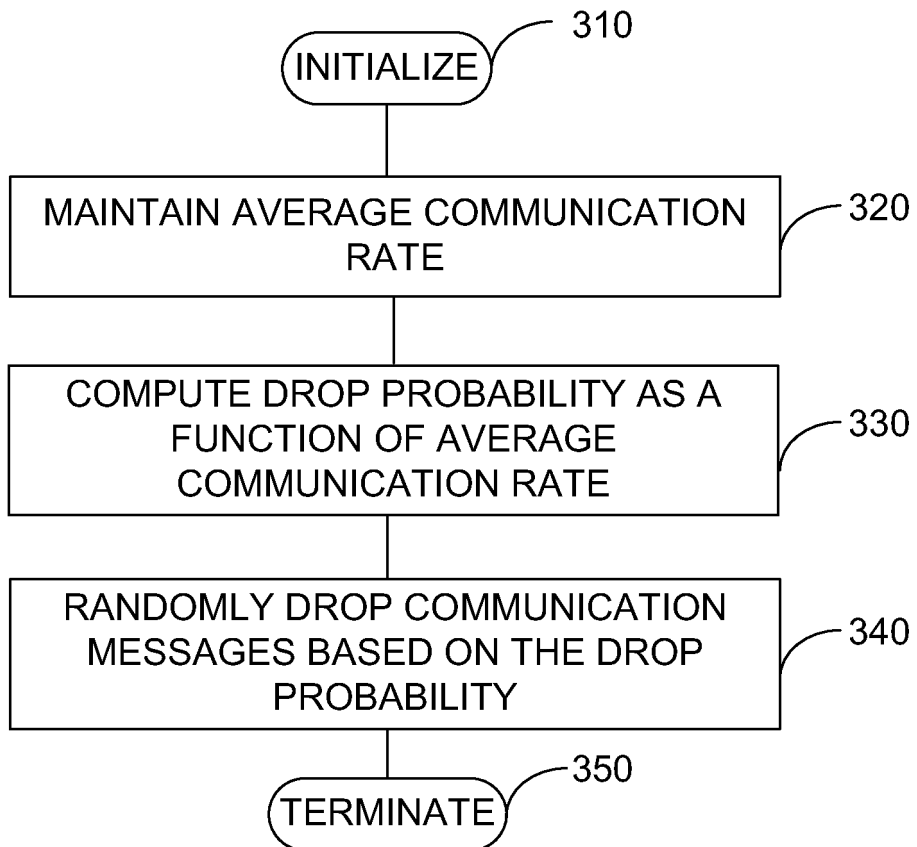 310
INITIALIZE
MAINTAIN AVERAGE COMMUNICATION
RATE
320
COMPUTE DROP PROBABILITY AS A
FUNCTION OF AVERAGE
COMMUNICATION RATE
330
RANDOMLY DROP COMMUNICATION
MESSAGES BASED ON THE DROP
PROBABILITY
340
350
TERMINATE